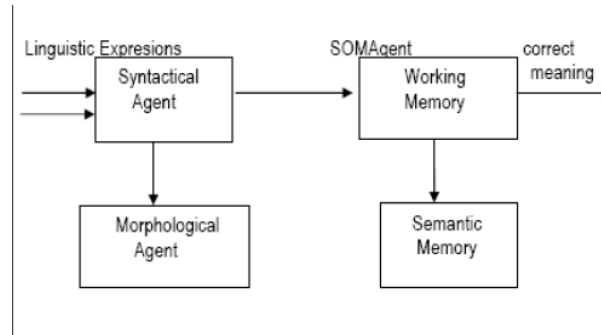 Linguistic Expresions
SOMAgent
correct
meaning
Syntactical
Agent
Working
Memory
Morphological
Agent
Semantic
Memory